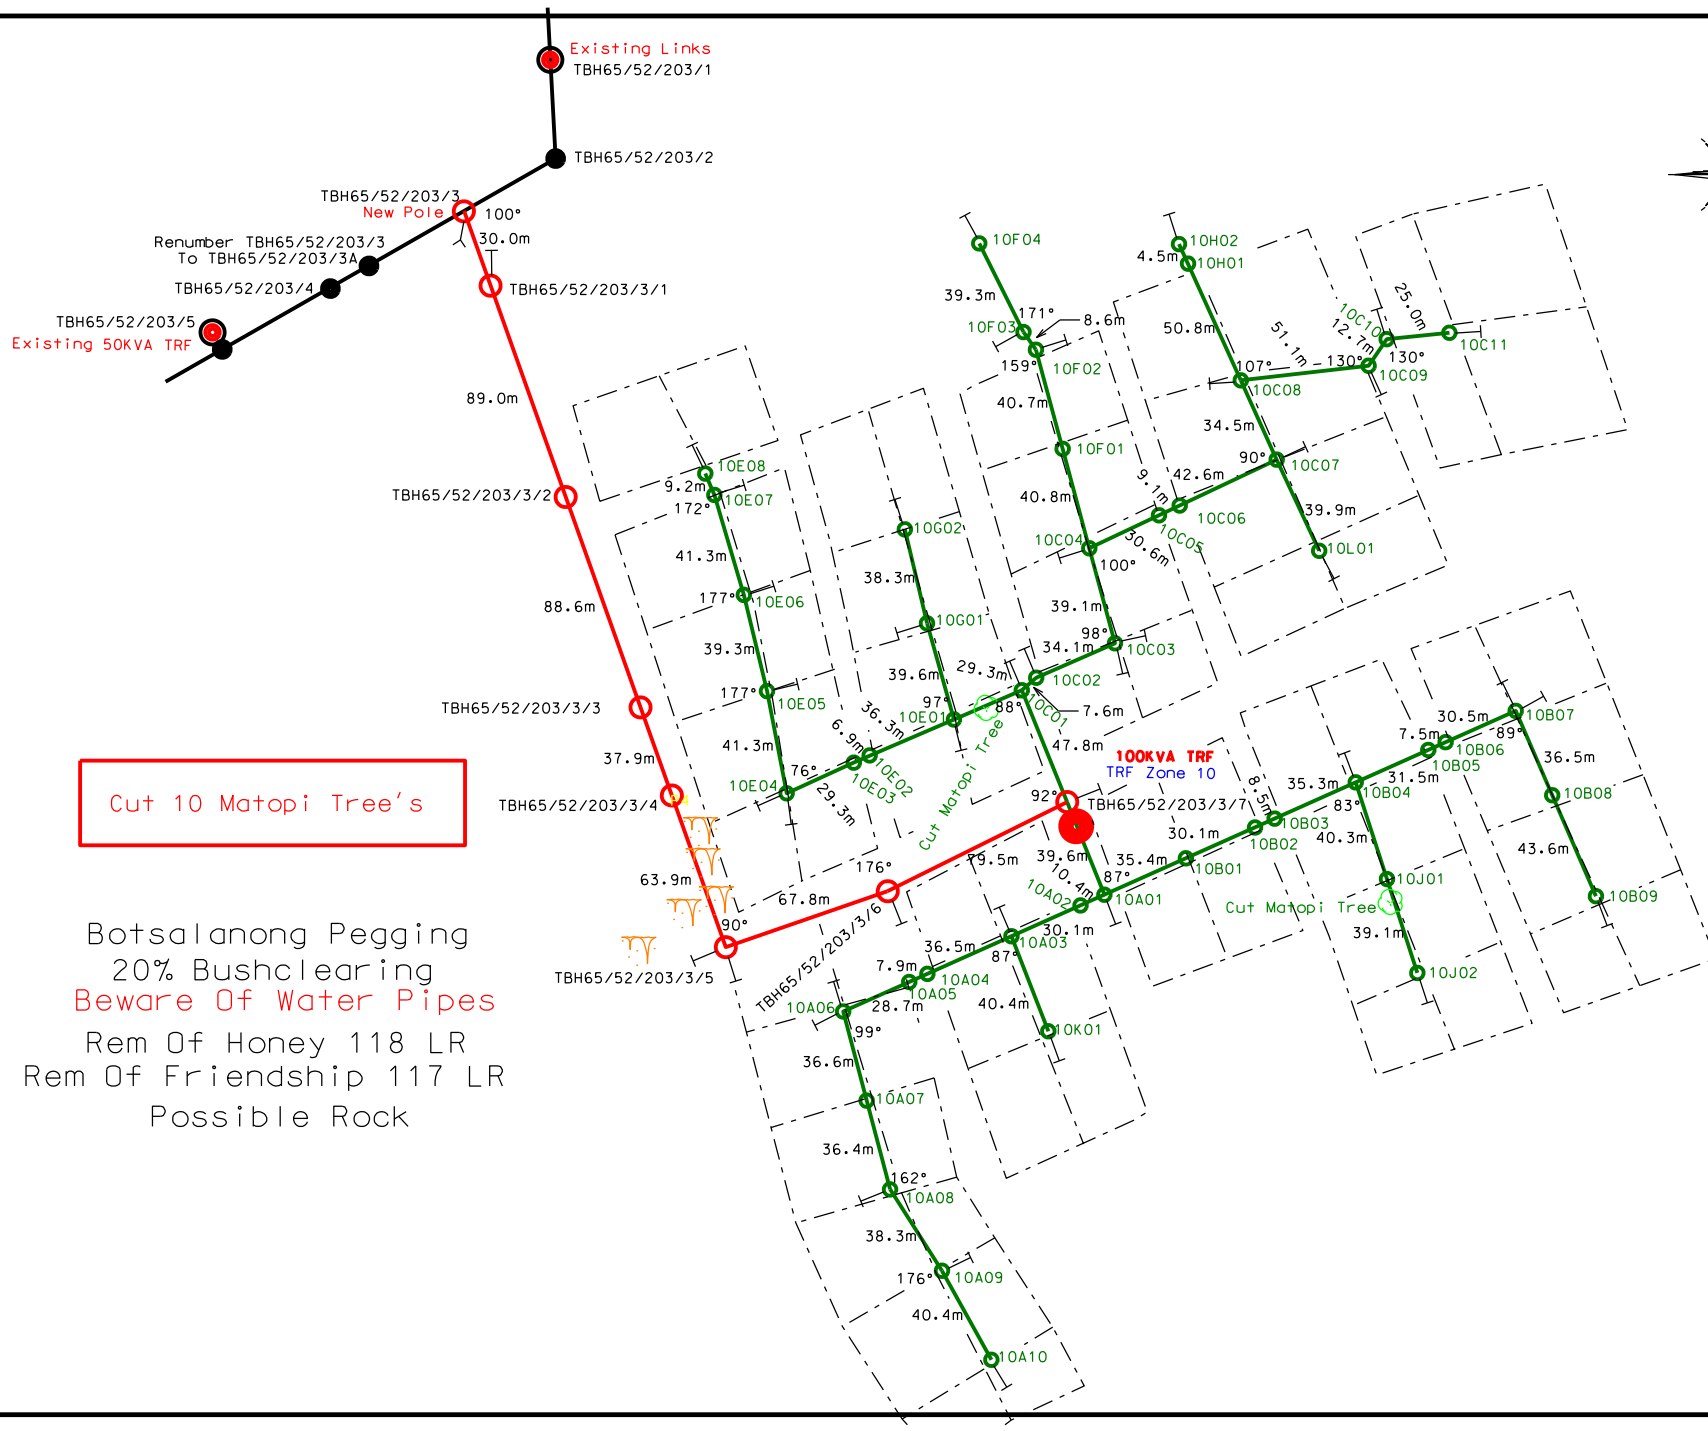 Existing Links
TBH65/52/203/1
TBH65/52/203/2
TBH65/52/203/3
New Pole
100°
30.0m
Renumber TBH65/52/203/3
To TBH65/52/203/3A
TBH65/52/203/4
TBH65/52/203/5
Existing 50KVA TRF
TBH65/52/203/3/1
89.0m
TBH65/52/203/3/2
88.6m
TBH65/52/203/3/3
37.9m
TBH65/52/203/3/4
63.9m
90°
TBH65/52/203/3/5
67.8m
176°
TBH65/52/203/3/6
79.5m
92°
TBH65/52/203/3/7
100KVA TRF
TRF Zone 10
Cut 10 Matopi Tree's
Botsalanong Pegging
20% Bushclearing
Beware Of Water Pipes
Rem Of Honey 118 LR
Rem Of Friendship 117 LR
Possible Rock
10E08
9.2m
10E07
172°
41.3m
177°
10E06
39.3m
177°
10E05
41.3m
76°
10E04
29.3m
10E03
6.9m
10E02
36.3m
10E01
97°
39.6m
10G01
38.3m
10G02
29.3m
88°
10C01
7.6m
47.8m
Cut Matopi Tree
10C02
34.1m
98°
10C03
39.1m
100°
10C04
30.6m
10C05
9.1m
10C06
42.6m
90°
10C07
39.9m
10L01
34.5m
107°
10C08
51.1m
130°
10C09
12.7m
10C10
130°
25.0m
10C11
50.8m
10H01
4.5m
10H02
40.8m
10F01
40.7m
159°
10F02
8.6m
171°
10F03
39.3m
10F04
39.6m
87°
10A01
10.4m
10A02
30.1m
10A03
87°
40.4m
10K01
36.5m
10A04
7.9m
10A05
28.7m
10A06
99°
36.6m
10A07
36.4m
162°
10A08
38.3m
176°
10A09
40.4m
10A10
35.4m
10B01
30.1m
10B02
8.5m
10B03
35.3m
10B04
83°
40.3m
10J01
Cut Matopi Tree
39.1m
10J02
31.5m
10B05
7.5m
10B06
30.5m
10B07
89°
36.5m
10B08
43.6m
10B09